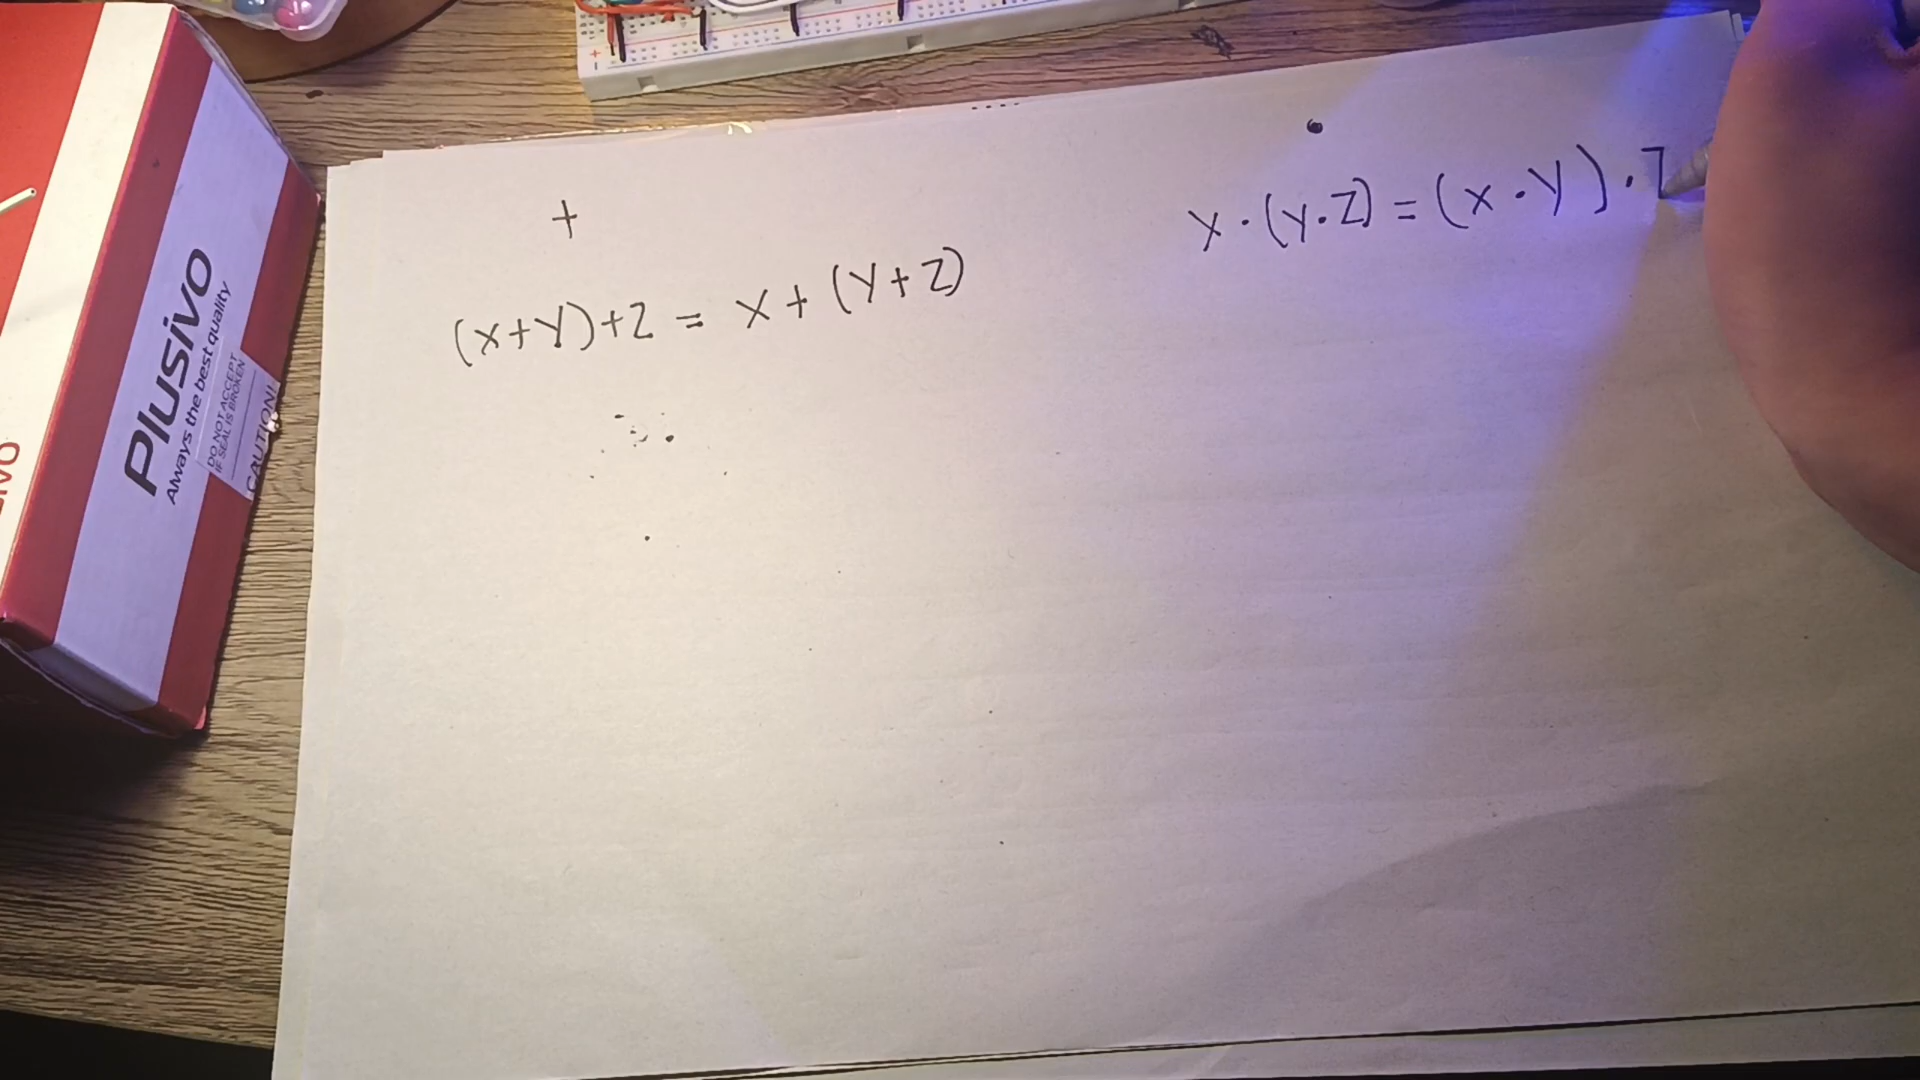 +
(x+y)+z = x+(y+z)
•
x·(y·z)=(x·y)·z
Plusivo
Always the best quality
DO NOT ACCEPT
IF SEAL IS BROKEN
CAUTION!